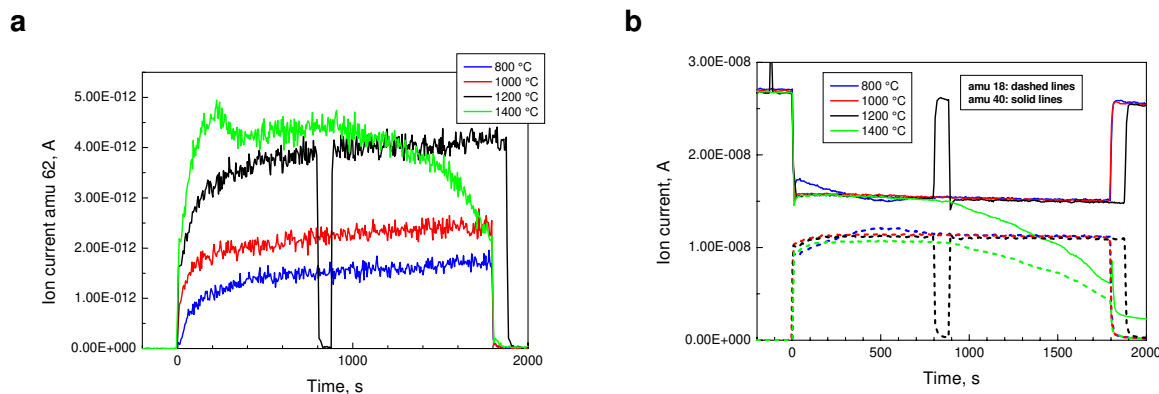 a
800 °C
1000 °C
1200 °C
1400 °C
5.00E-012
4.00E-012
3.00E-012
2.00E-012
1.00E-012
0.00E+000
Ion current amu 62, A
0
1000
2000
Time, s
b
800 °C
1000 °C
1200 °C
1400 °C
amu 18: dashed lines
amu 40: solid lines
3.00E-008
2.00E-008
1.00E-008
0.00E+000
Ion current, A
0
500
1000
1500
2000
Time, s